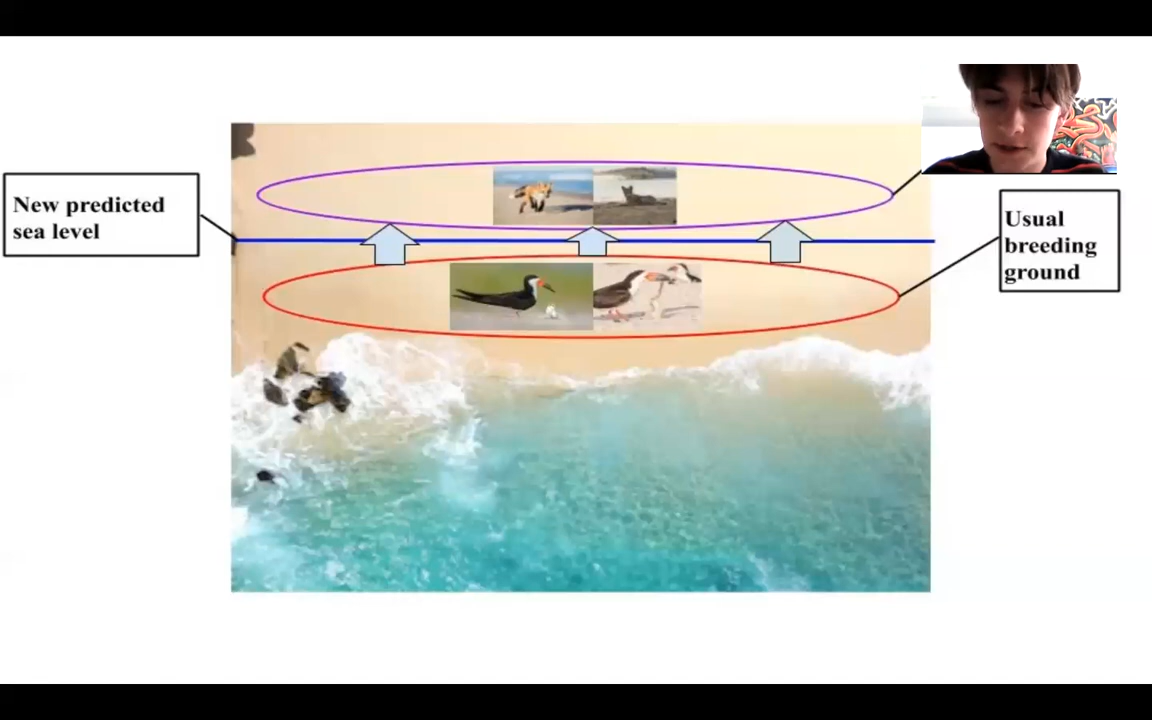 New predicted
sea level
Usual
breeding
ground